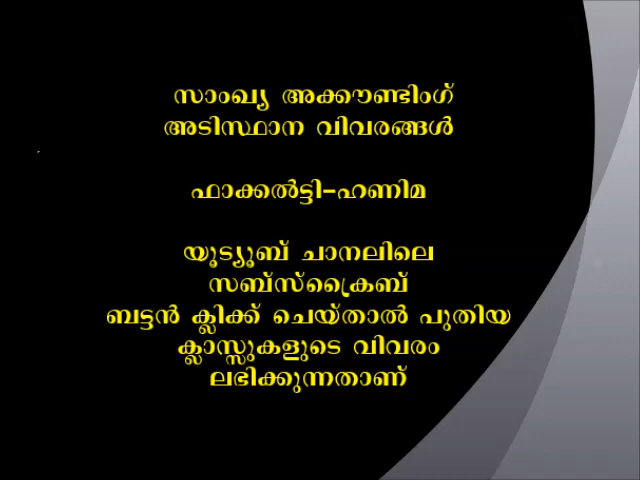 സാംഖ്യ അക്കൗണ്ടിംഗ്
അടിസ്ഥാന വിവരങ്ങൾ
ഫാക്കൽട്ടി-ഹണിമ
യൂട്യൂബ് ചാനലിലെ
സബ്സ്ക്രൈബ്
ബട്ടൻ ക്ലിക്ക് ചെയ്താൽ പുതിയ
ക്ലാസ്സുകളുടെ വിവരം
ലഭിക്കുന്നതാണ്